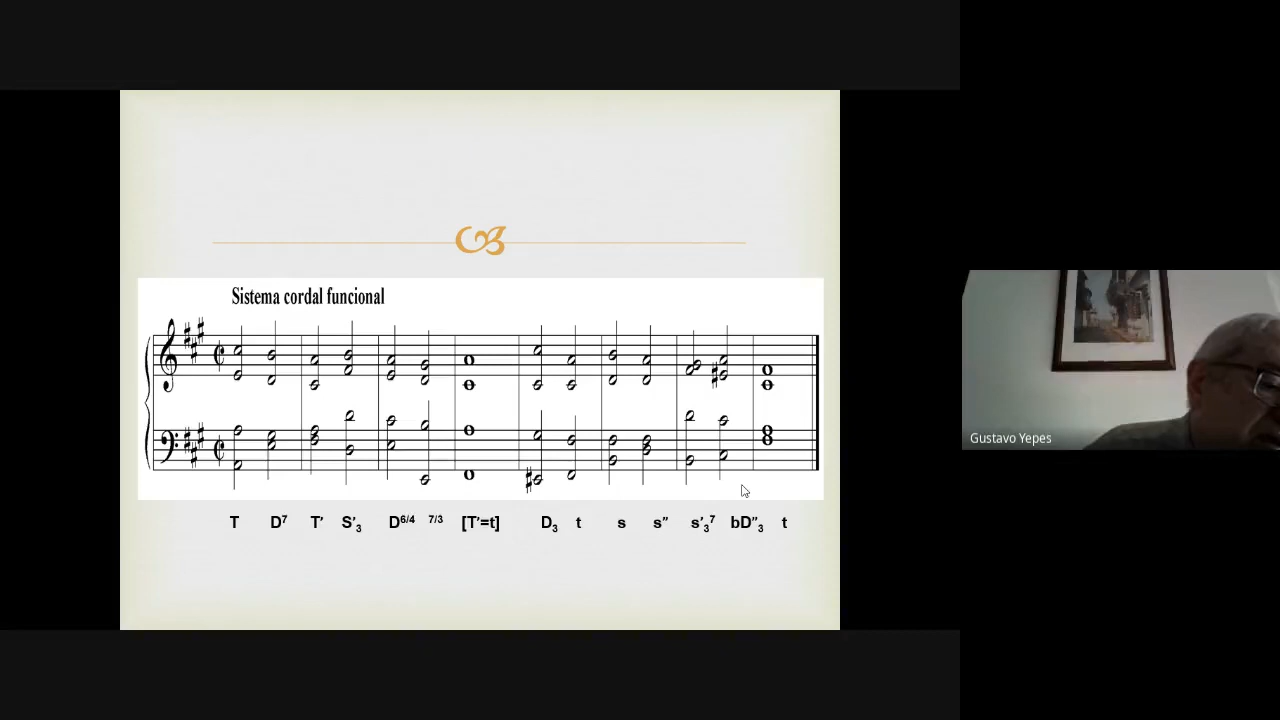 Sistema cordal funcional
T D⁷ T′ S′₃ D⁶/⁴ ⁷/³ [T′=t] D₃ t s s″ s′₃⁷ bD″₃ t
Gustavo Yepes